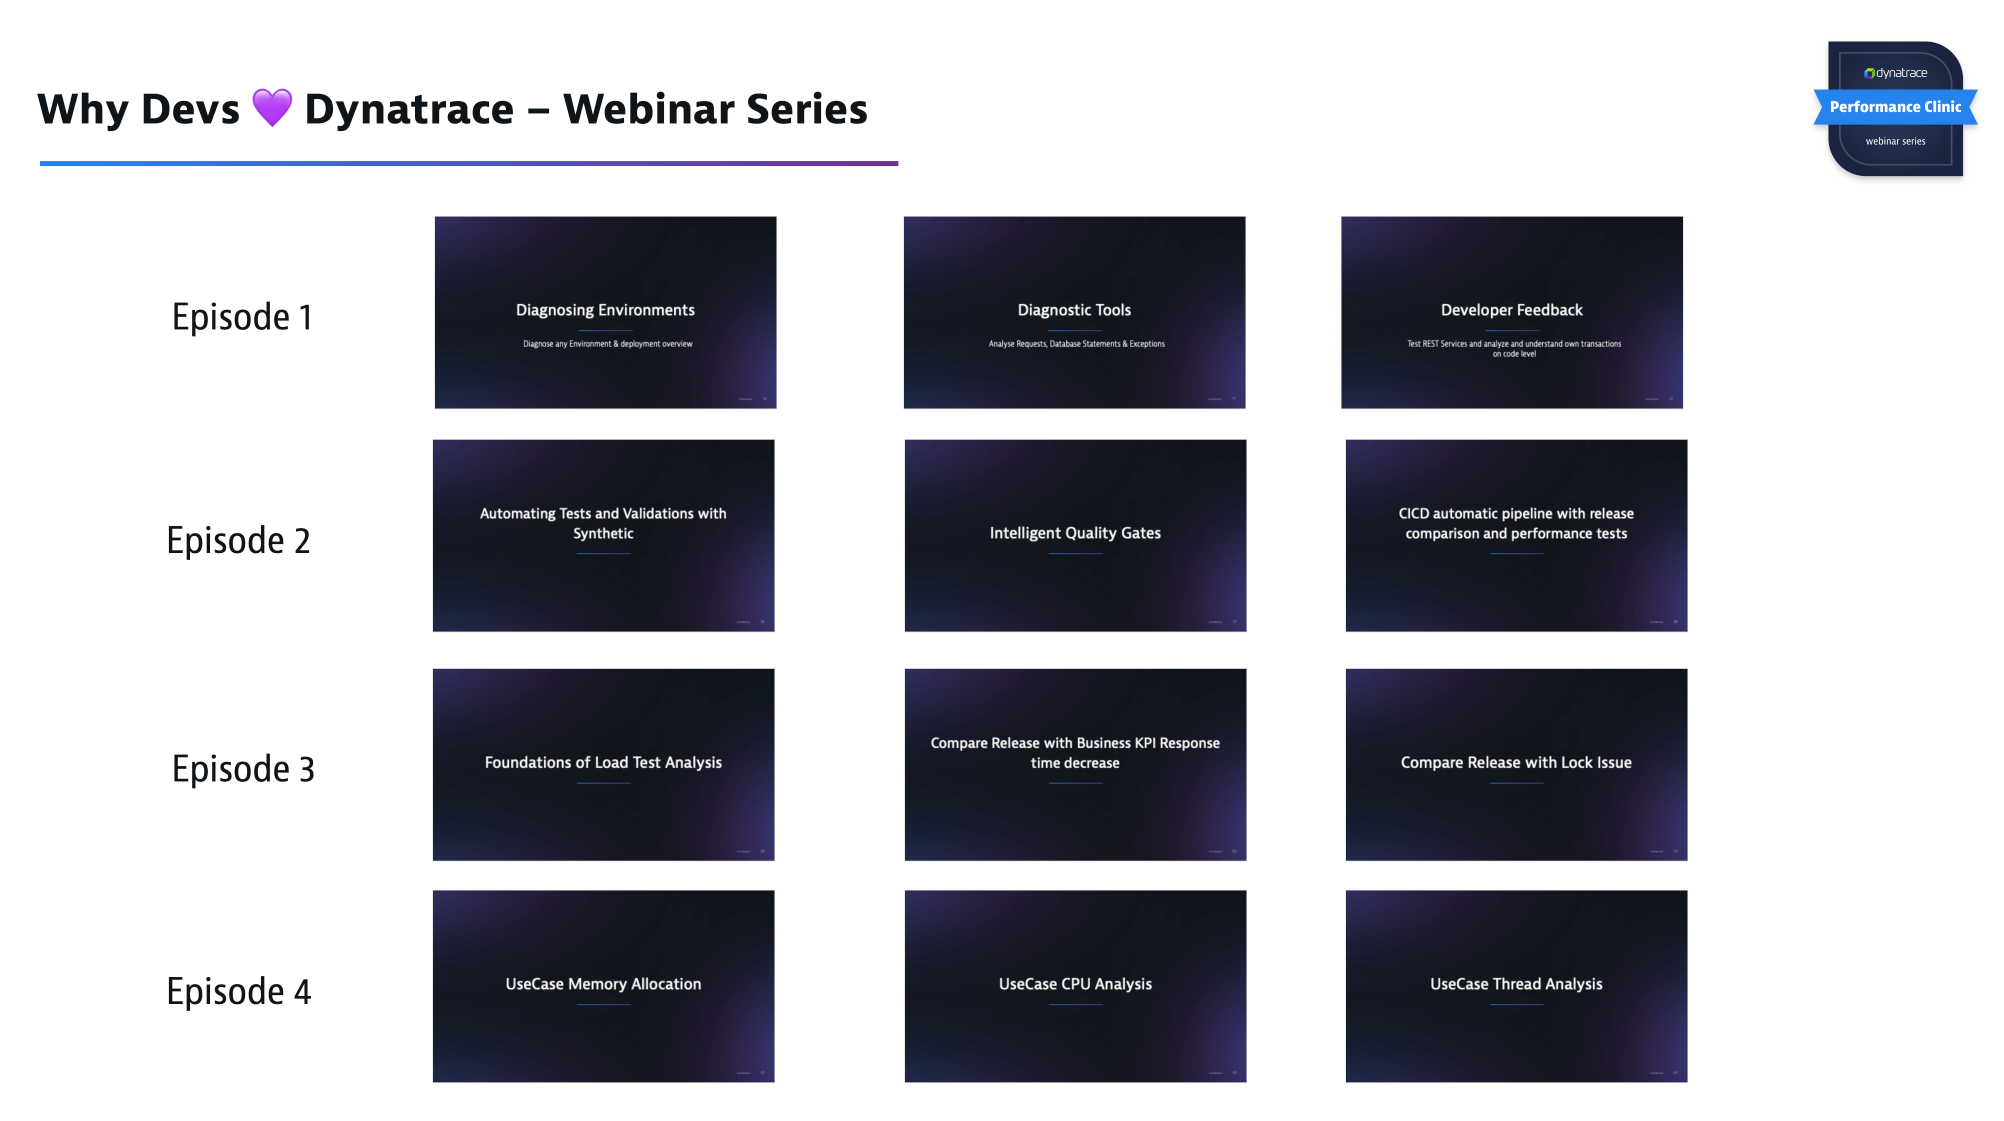 Why Devs 💜 Dynatrace – Webinar Series
dynatrace
Performance Clinic
webinar series
Episode 1
Diagnosing Environments
Diagnose any Environment & deployment overview
Diagnostic Tools
Analyse Requests, Database Statements & Exceptions
Developer Feedback
Test REST Services and analyze and understand own transactions
on code level
Episode 2
Automating Tests and Validations with
Synthetic
Intelligent Quality Gates
CICD automatic pipeline with release
comparison and performance tests
Episode 3
Foundations of Load Test Analysis
Compare Release with Business KPI Response
time decrease
Compare Release with Lock Issue
Episode 4
UseCase Memory Allocation
UseCase CPU Analysis
UseCase Thread Analysis